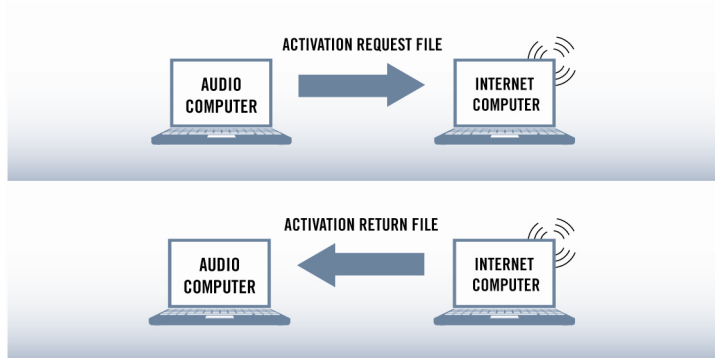 ACTIVATION REQUEST FILE
AUDIO
COMPUTER
INTERNET
COMPUTER
ACTIVATION RETURN FILE
AUDIO
COMPUTER
INTERNET
COMPUTER